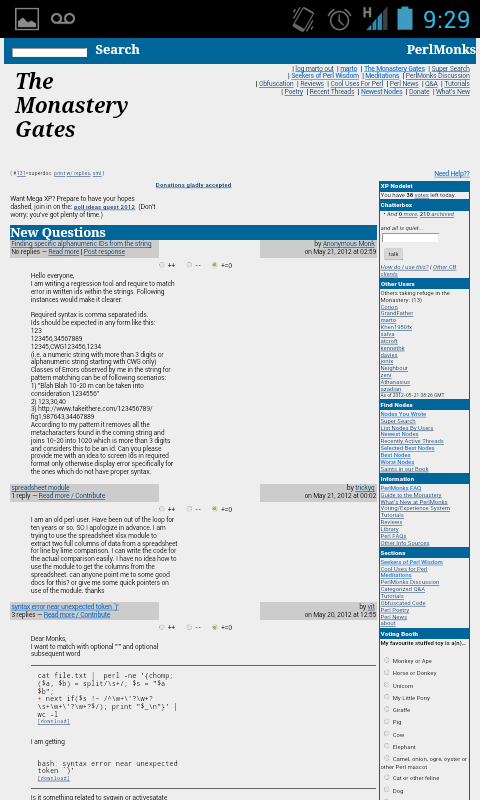 9:29
Search
PerlMonks
| log marto out | marto | The Monastery Gates | Super Search
| Seekers of Perl Wisdom | Meditations | PerlMonks Discussion
| Obfuscation | Reviews | Cool Uses For Perl | Perl News | Q&A | Tutorials
| Poetry | Recent Threads | Newest Nodes | Donate | What's New
The
Monastery
Gates
( #131=superdoc: print w/ replies, xml )
Need Help??
Donations gladly accepted
Want Mega XP? Prepare to have your hopes
dashed, join in on the: poll ideas quest 2012 (Don't
worry, you've got plenty of time.)
New Questions
Finding specific alphanumeric IDs from the string
by Anonymous Monk
No replies — Read more | Post response
on May 21, 2012 at 02:59
++ -- +=0
Hello everyone,
I am writing a regression tool and require to match
error in written ids within the strings. Following
instances would make it clearer:
Required syntax is comma separated ids.
Ids should be expected in any form like this:
123
123456,34567889
12345,CWG123456,1234
(i.e. a numeric string with more than 3 digits or
alphanumeric string starting with CWS only)
Classes of Errors observed by me in the string for
pattern matching can be of following scenarios:
1) "Blah Blah 10-20 m can be taken into
consideration 1234556"
2) 123,30,40
3) http://www.takeithere.com/123456789/
fig1,987643,34467889
According to my pattern it removes all the
metacharacters found in the coming string and
joins 10-20 into 1020 which is more than 3 digits
and considers this to be an id. Can you please
provide me with an idea to screen ids in required
format only otherwise display error specifically for
the ones which do not have proper syntax.
spreadsheet module
by trickyg
1 reply — Read more / Contribute
on May 21, 2012 at 00:02
++ -- +=0
I am an old perl user. Have been out of the loop for
ten years or so. SO I apologize in advance. I am
trying to use the spreadsheet xlsx module to
extract two full columns of data from a spreadsheet
for line by lime comparison. I can write the code for
the actual comparison easily. I have no idea how to
use the module to get the columns from the
spreadsheet. can anyone point me to some good
docs for this? or give me some quick pointers on
use of the module. thanks
syntax error near unexpected token `)'
by vit
3 replies — Read more / Contribute
on May 20, 2012 at 12:55
++ -- +=0
Dear Monks,
I want to match with optional "'" and optional
subsequent word
cat file.txt | perl -ne '{chomp;
($a, $b) = split/\s+/; $s = "$a
$b";
+ next if($s !~ /^\w+\'?\w+?
\s+\w+\'?\w+?$/); print "$_\n"}' |
wc -l
[download]
I am getting
bash: syntax error near unexpected
token `)'
[download]
Is it something related to sygwin or activesatate
XP Nodelet
You have 38 votes left today.
Chatterbox
• And 0 more, 210 archived
and all is quiet...
talk
How do I use this? | Other CB
clients
Other Users
Others taking refuge in the
Monastery: (13)
Corion
GrandFather
marto
Khen1950fx
salva
atcroft
kennethk
davies
jonni
Neighbour
zeni
Athanasius
azadian
As of 2012-05-21 08:26 GMT
Find Nodes
Nodes You Wrote
Super Search
List Nodes By Users
Newest Nodes
Recently Active Threads
Selected Best Nodes
Best Nodes
Worst Nodes
Saints in our Book
Information
PerlMonks FAQ
Guide to the Monastery
What's New at PerlMonks
Voting/Experience System
Tutorials
Reviews
Library
Perl FAQs
Other Info Sources
Sections
Seekers of Perl Wisdom
Cool Uses for Perl
Meditations
PerlMonks Discussion
Categorized Q&A
Tutorials
Obfuscated Code
Perl Poetry
Perl News
about
Voting Booth
My favourite stuffed toy is a(n)...
Monkey or Ape
Horse or Donkey
Unicorn
My Little Pony
Giraffe
Pig
Cow
Elephant
Camel, onion, ogre, oyster or
other Perl mascot
Cat or other feline
Dog